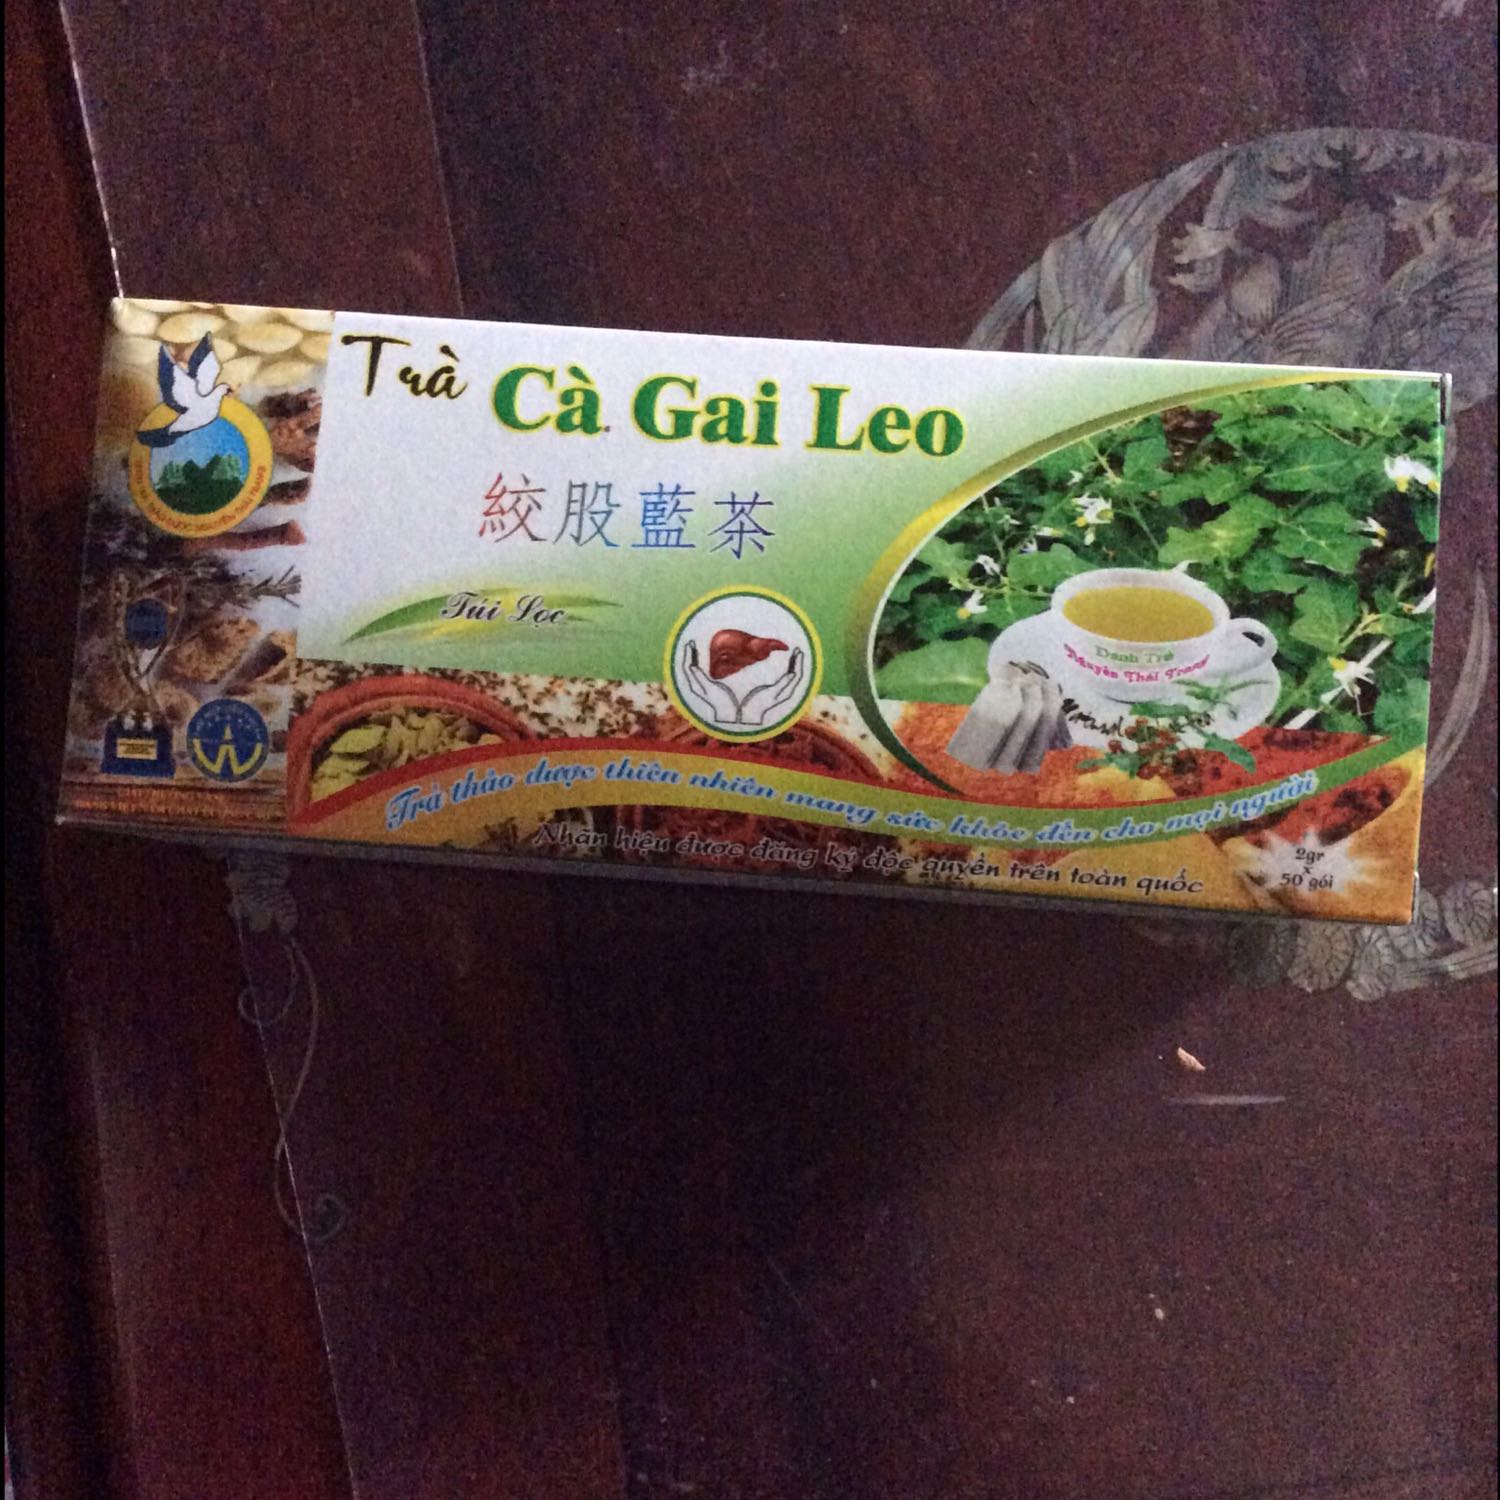 Trà Cà Gai Leo
絞股藍茶
Túi Lọc
Danh Trà
Nguyên Thái Trang
Trà thảo dược thiên nhiên mang sức khỏe đến cho mọi người
Nhãn hiệu được đăng ký độc quyền trên toàn quốc
2gr
x
50 gói